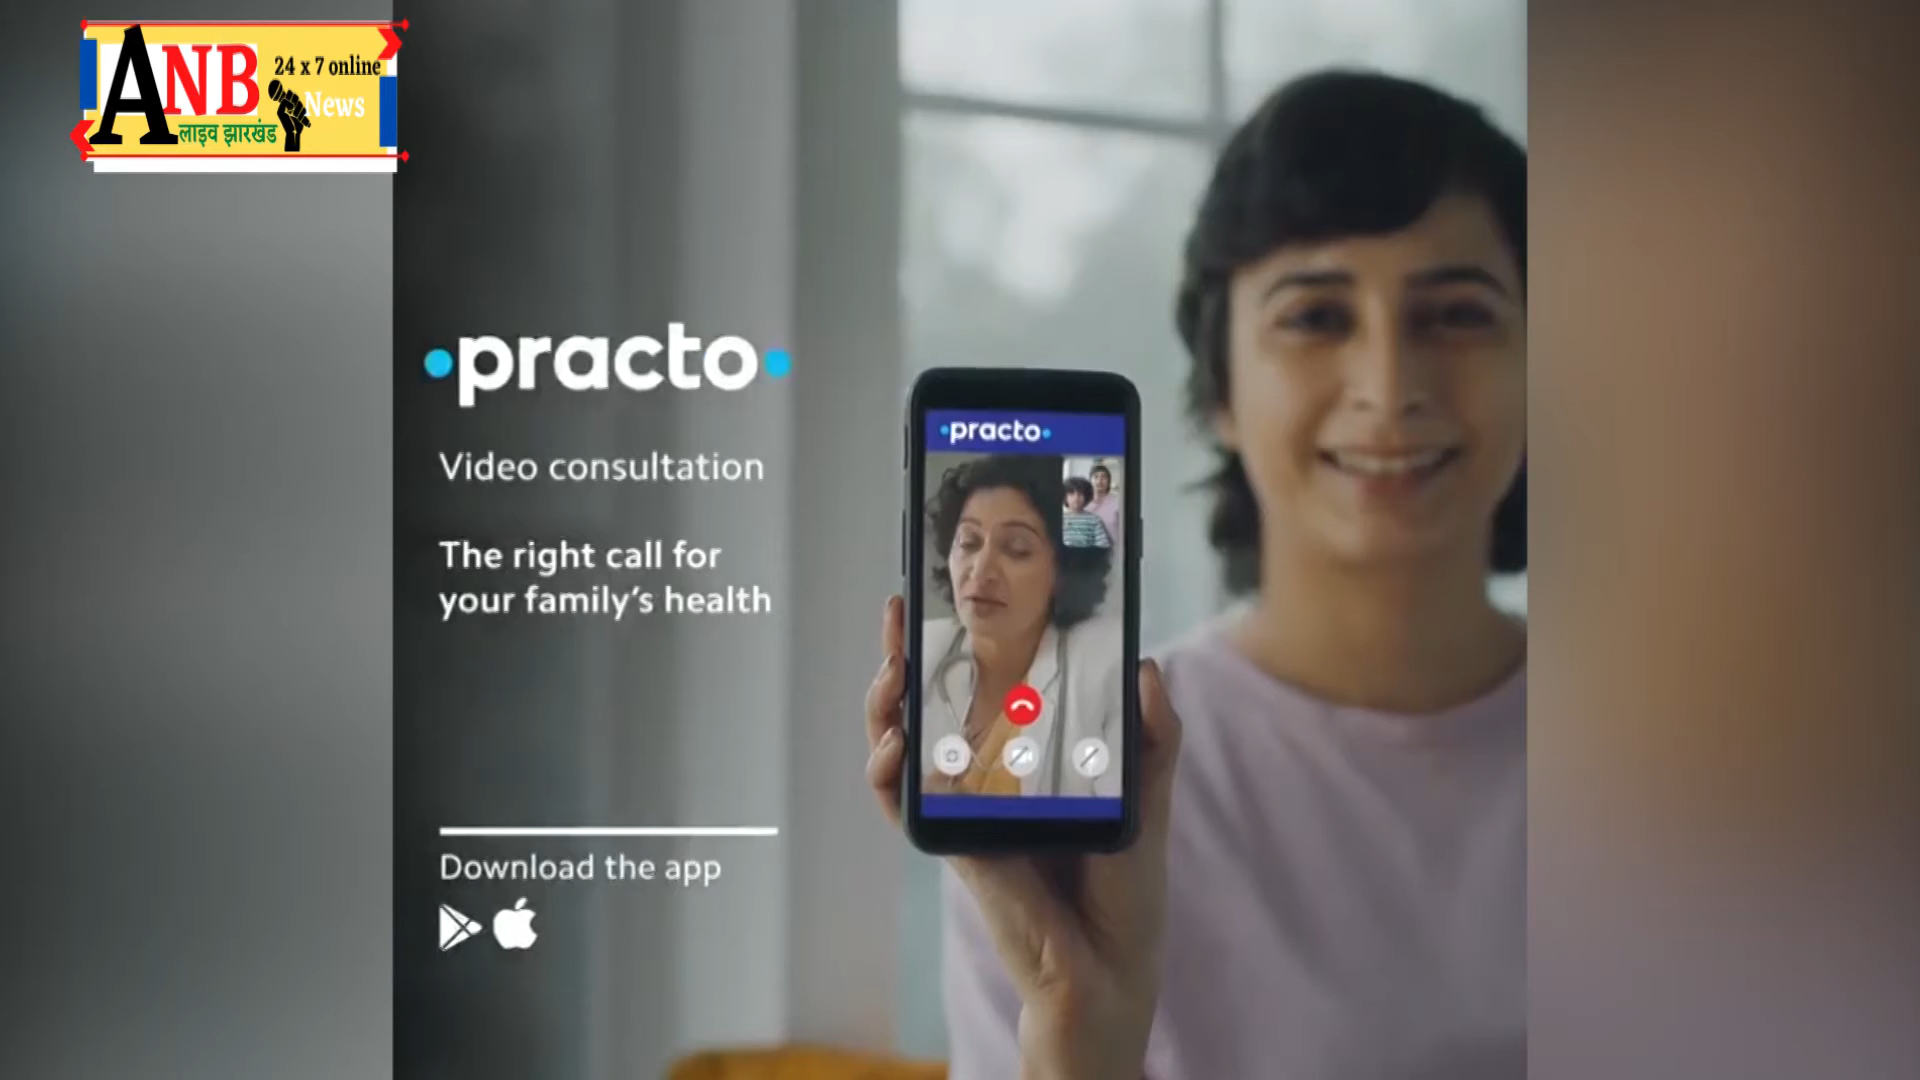 ANB
24 x 7 online
News
लाइव झारखंड
practo
Video consultation
The right call for
your family's health
practo
Download the app